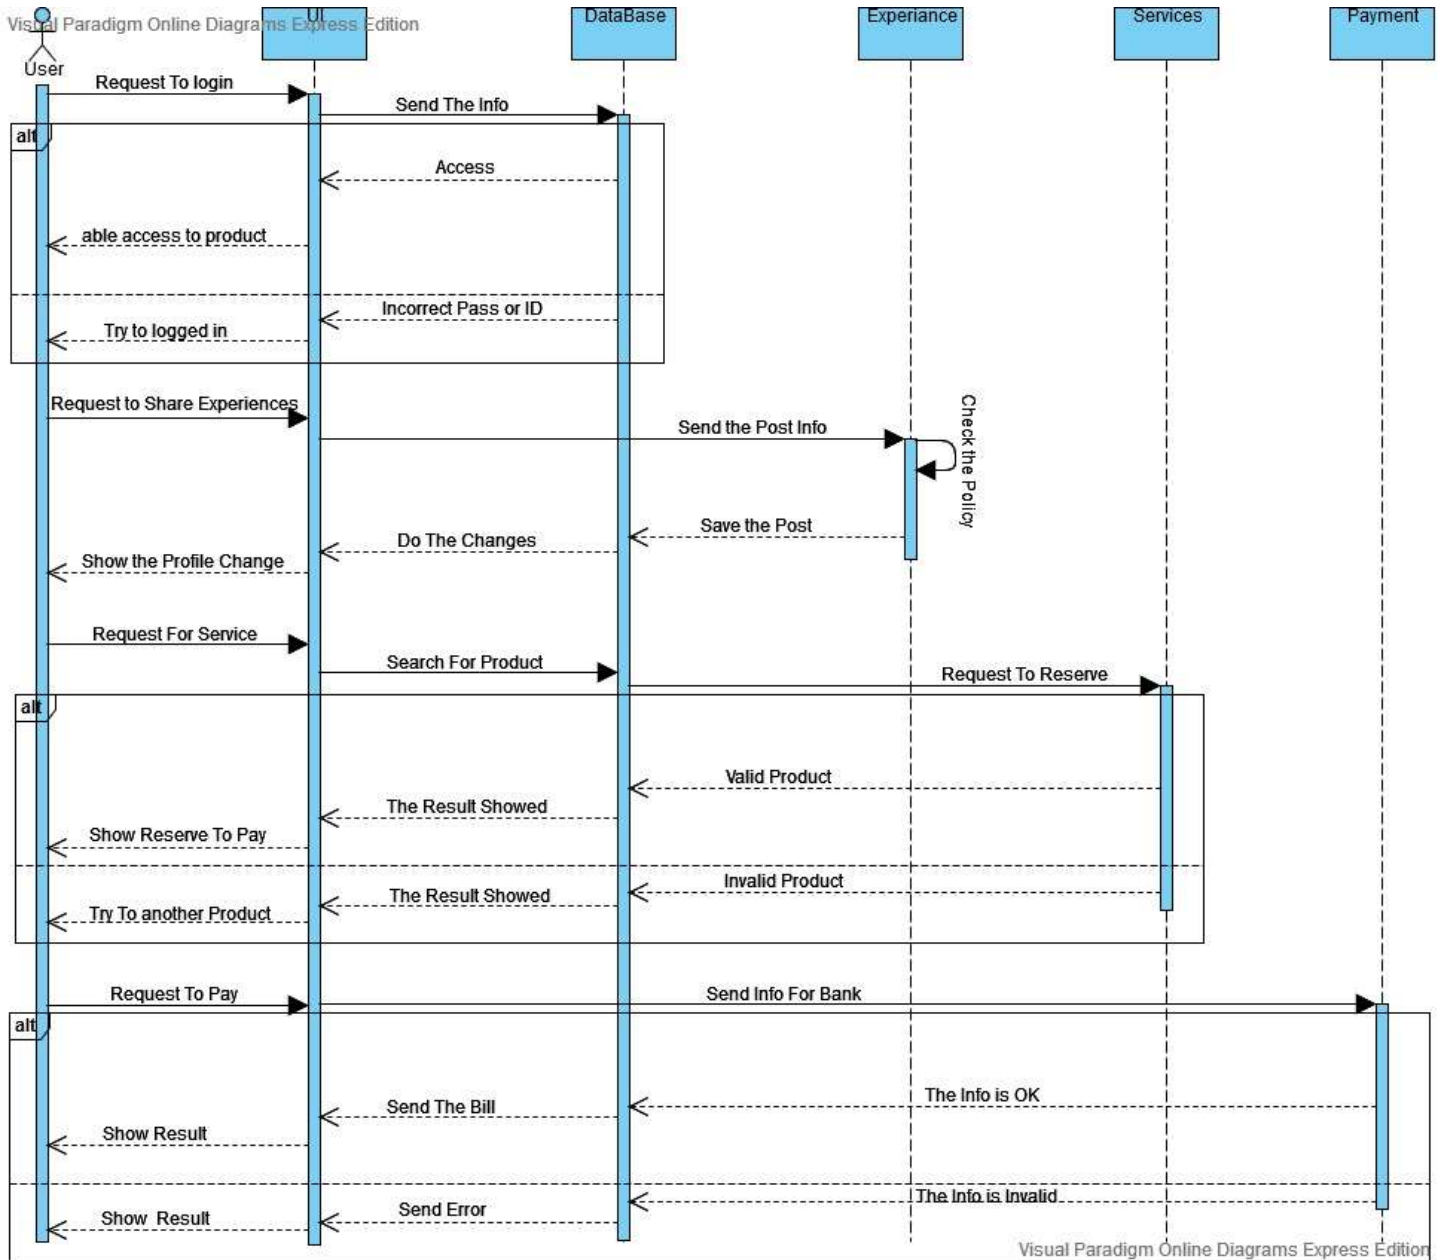 Visual Paradigm Online Diagrams Express Edition
User
UI
DataBase
Experiance
Services
Payment
Request To login
Send The Info
alt
Access
able access to product
Incorrect Pass or ID
Try to logged in
Request to Share Experiences
Send the Post Info
Check the Policy
Save the Post
Do The Changes
Show the Profile Change
Request For Service
Search For Product
Request To Reserve
alt
Valid Product
The Result Showed
Show Reserve To Pay
Invalid Product
The Result Showed
Try To another Product
Request To Pay
Send Info For Bank
alt
The Info is OK
Send The Bill
Show Result
The Info is Invalid
Send Error
Show Result
Visual Paradigm Online Diagrams Express Edition